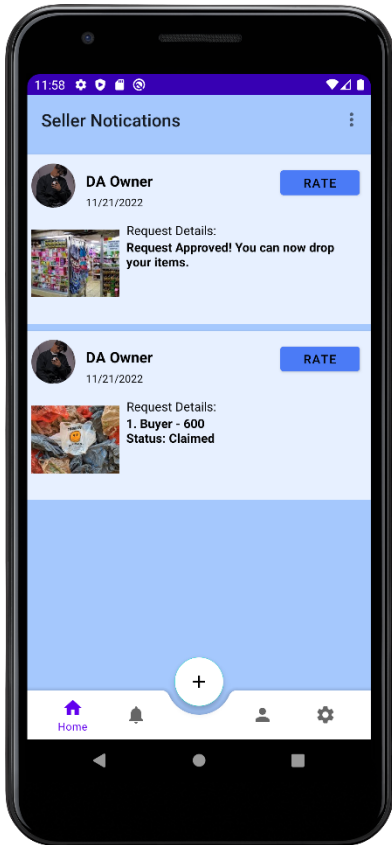 11:58
Seller Notications
DA Owner
RATE
11/21/2022
Request Details:
Request Approved! You can now drop
your items.
DA Owner
RATE
11/21/2022
Request Details:
1. Buyer - 600
Status: Claimed
+
Home